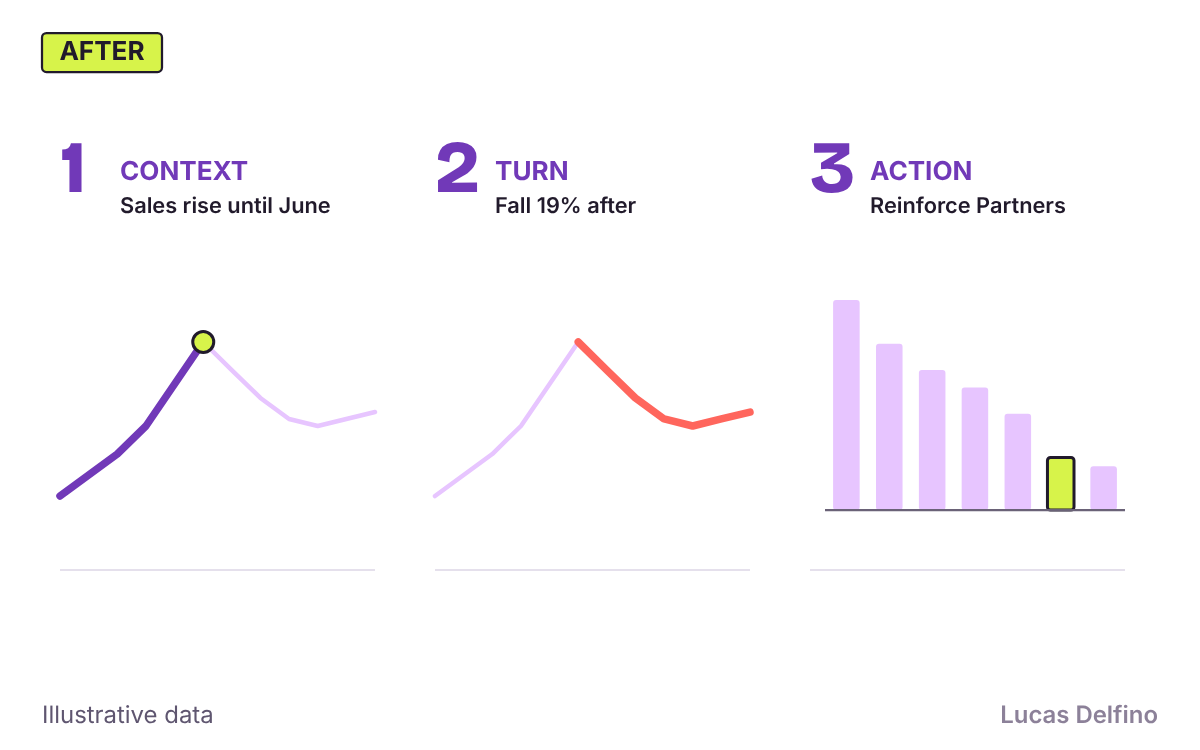 AFTER
1
CONTEXT
Sales rise until June
2
TURN
Fall 19% after
3
ACTION
Reinforce Partners
Illustrative data
Lucas Delfino